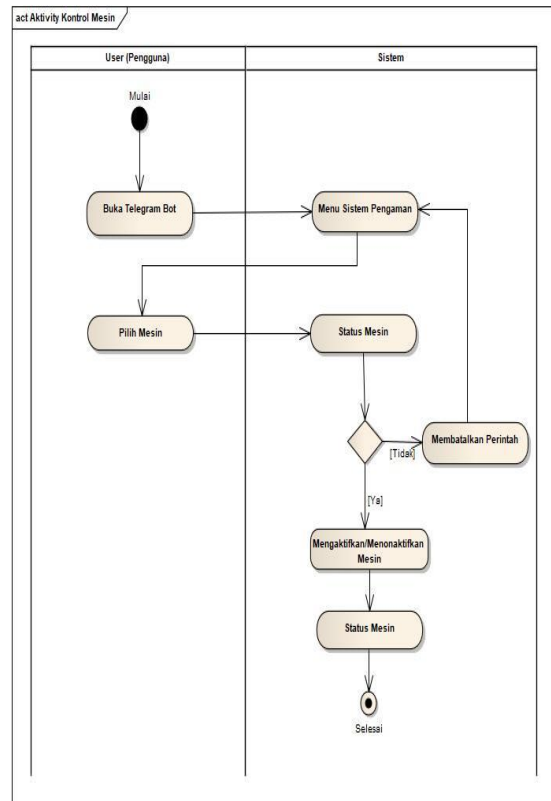 act Aktivity Kontrol Mesin
User (Pengguna)
Sistem
Mulai
Buka Telegram Bot
Menu Sistem Pengaman
Pilih Mesin
Status Mesin
Membatalkan Perintah
[Tidak]
[Ya]
Mengaktifkan/Menonaktifkan
Mesin
Status Mesin
Selesai